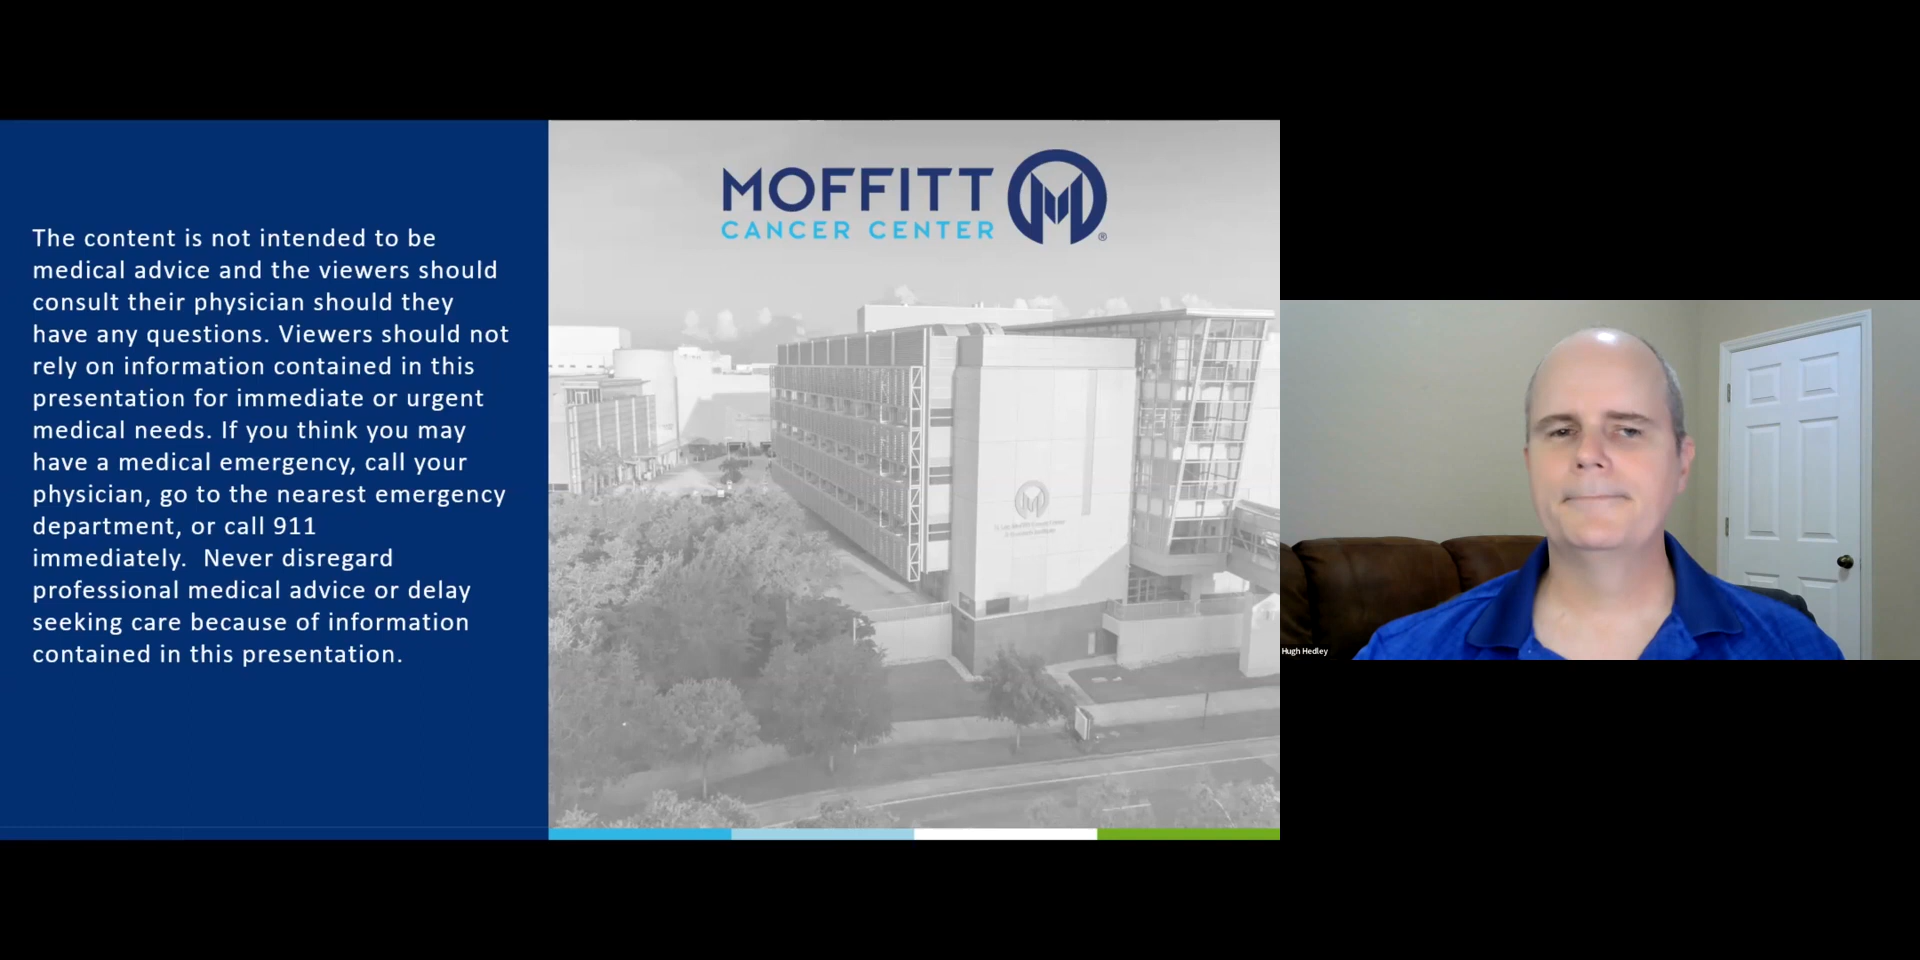 The content is not intended to be
medical advice and the viewers should
consult their physician should they
have any questions. Viewers should not
rely on information contained in this
presentation for immediate or urgent
medical needs. If you think you may
have a medical emergency, call your
physician, go to the nearest emergency
department, or call 911
immediately.  Never disregard
professional medical advice or delay
seeking care because of information
contained in this presentation.
MOFFITT
CANCER CENTER
®
Hugh Hedley